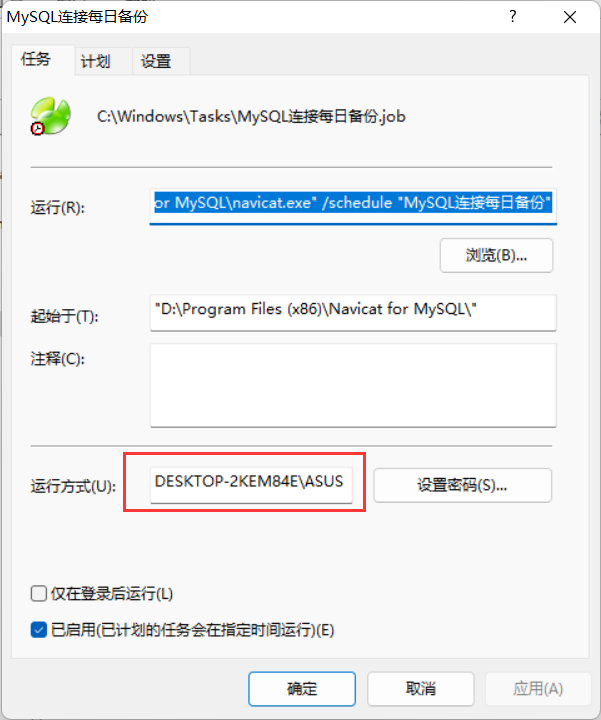 MySQL连接每日备份
?
任务 计划 设置
C:\Windows\Tasks\MySQL连接每日备份.job
运行(R): or MySQL\navicat.exe" /schedule "MySQL连接每日备份"
浏览(B)...
起始于(T): "D:\Program Files (x86)\Navicat for MySQL\"
注释(C):
运行方式(U): DESKTOP-2KEM84E\ASUS 设置密码(S)...
仅在登录后运行(L)
已启用(已计划的任务会在指定时间运行)(E)
确定 取消 应用(A)